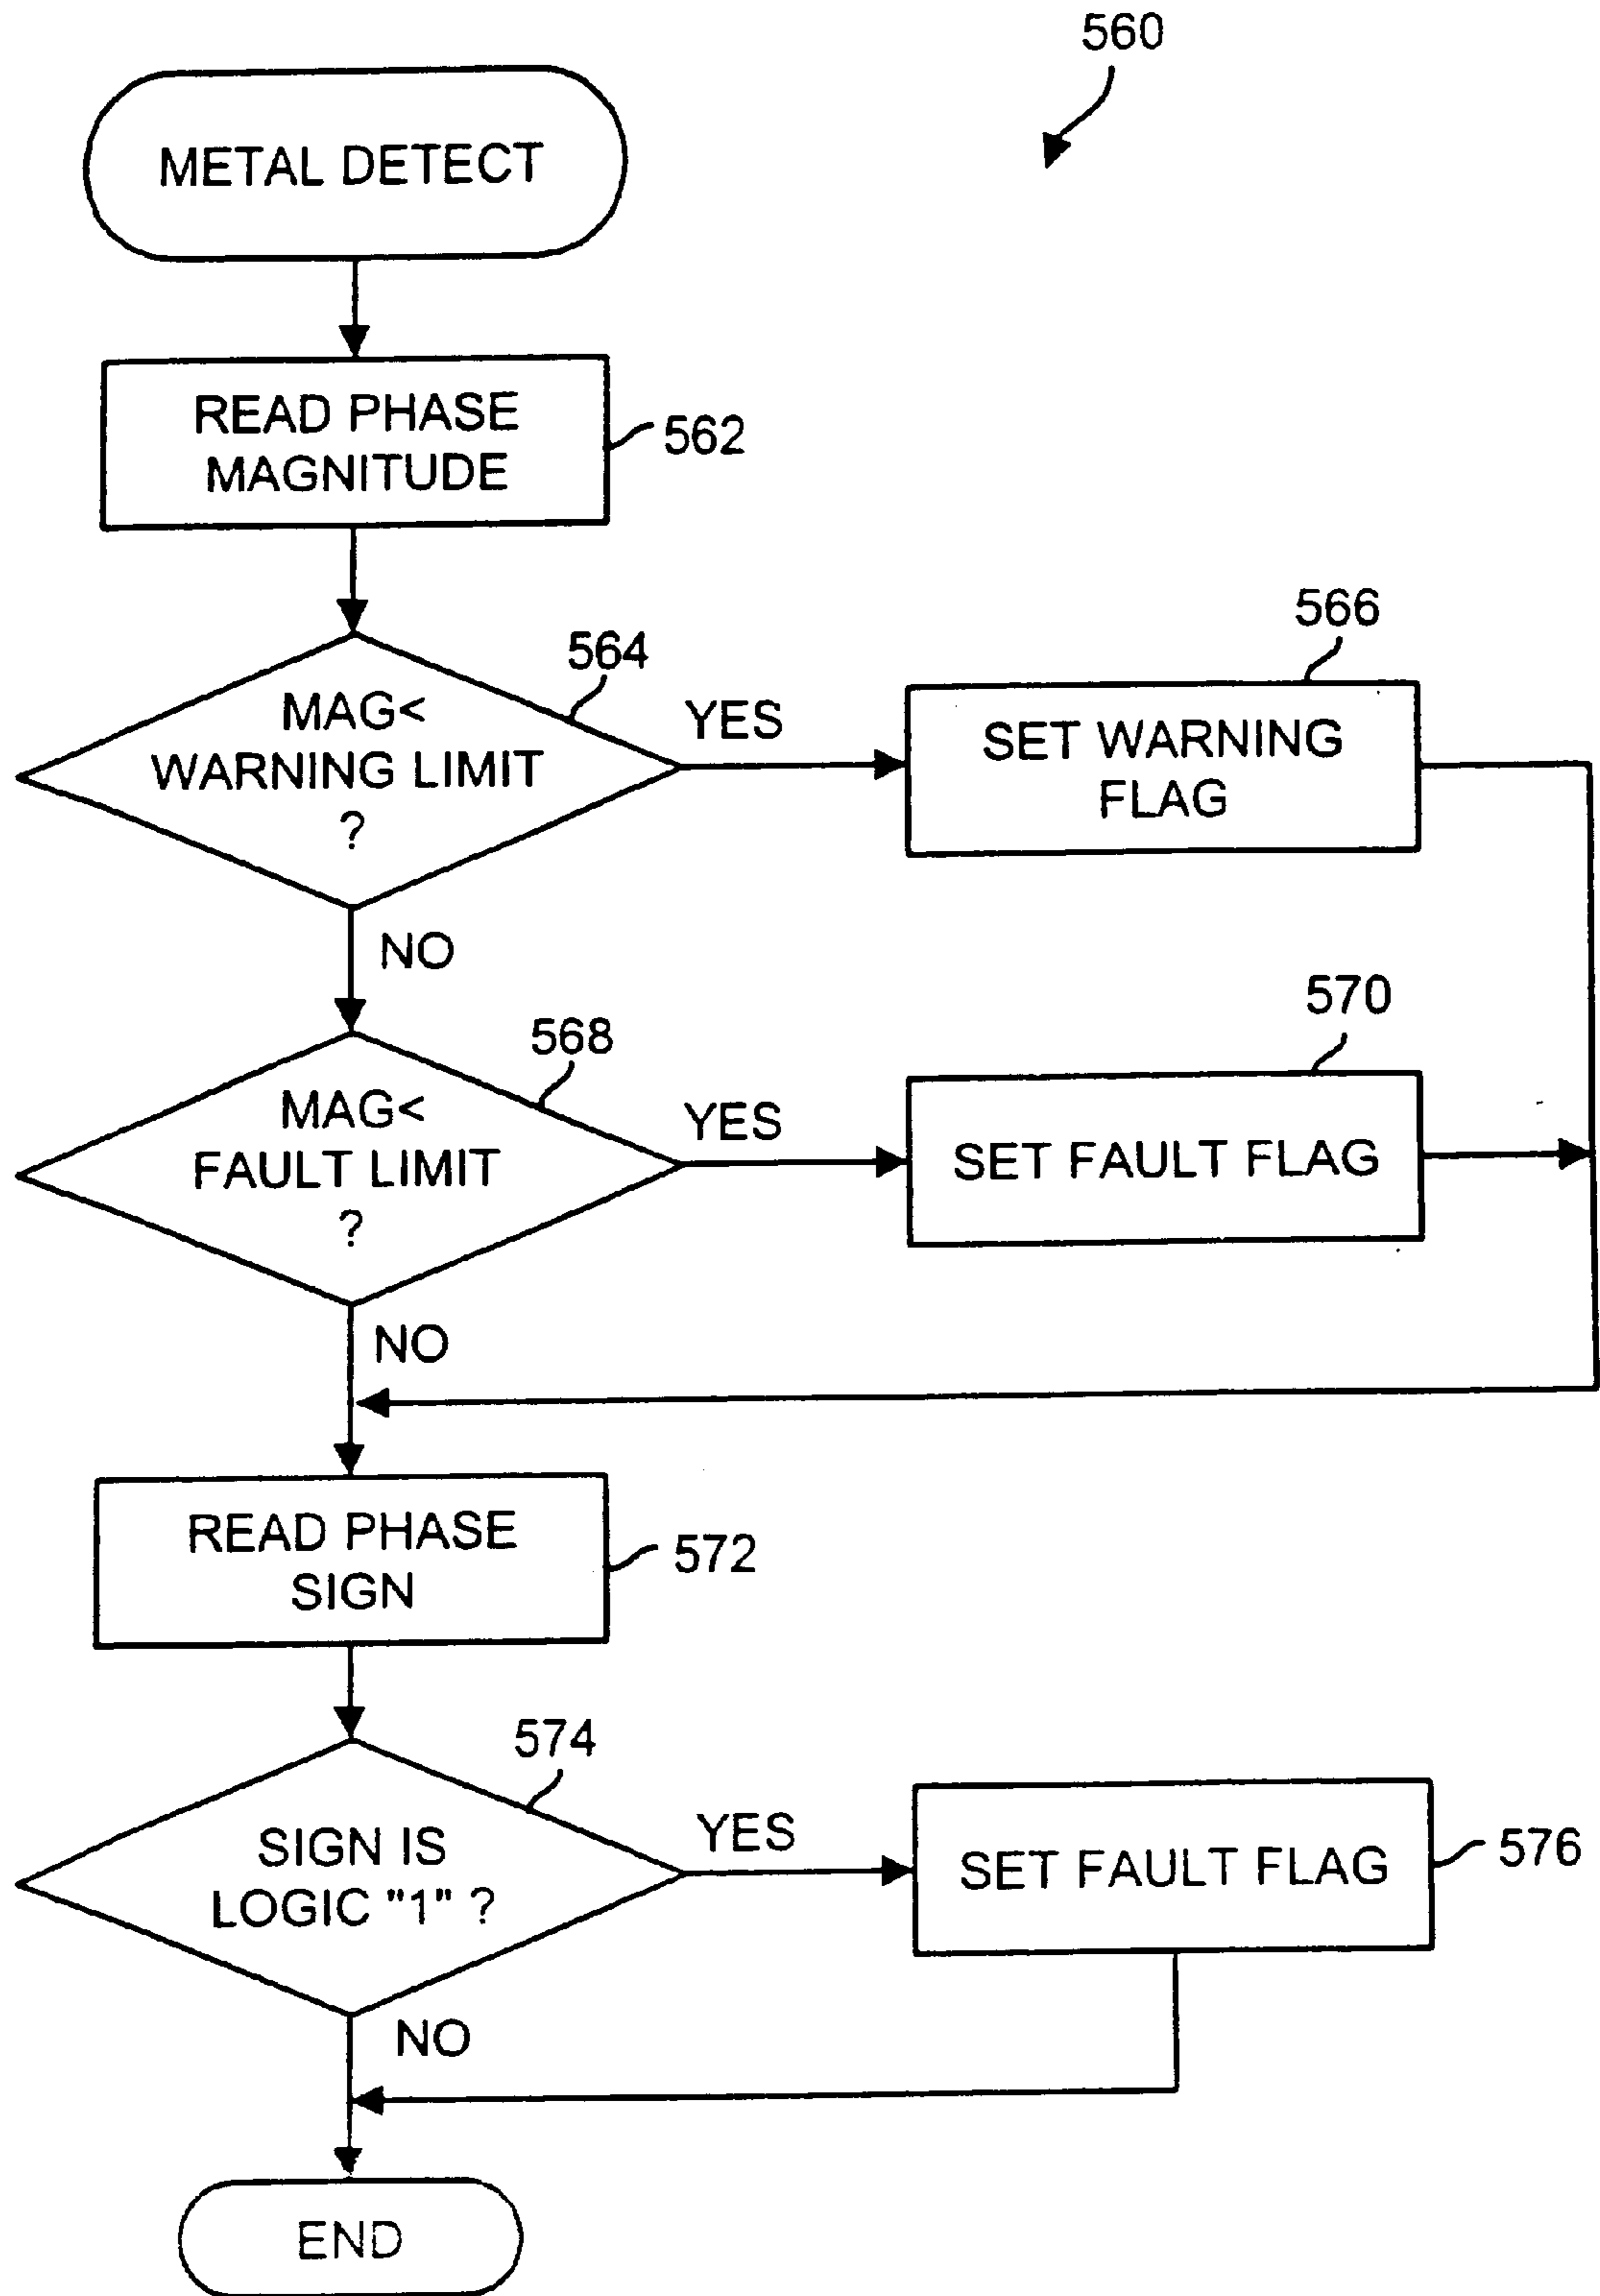 560
METAL DETECT
READ PHASE
MAGNITUDE
562
564
MAG<
WARNING LIMIT
?
YES
566
SET WARNING
FLAG
NO
568
MAG<
FAULT LIMIT
?
YES
570
SET FAULT FLAG
NO
READ PHASE
SIGN
572
574
SIGN IS
LOGIC "1" ?
YES
SET FAULT FLAG
576
NO
END